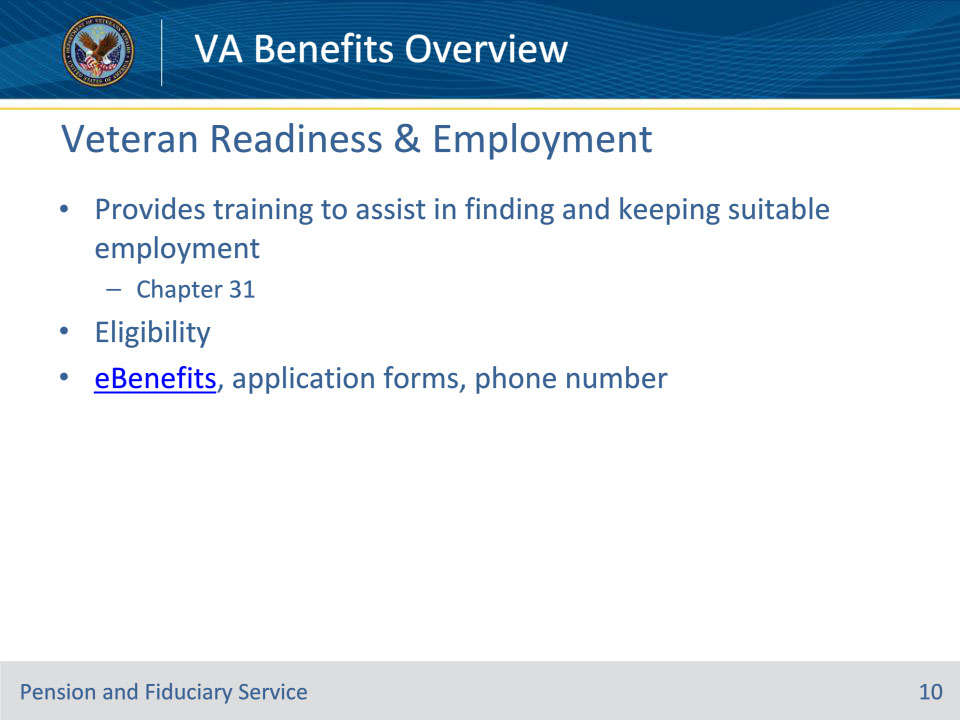 VA Benefits Overview
Veteran Readiness & Employment
• Provides training to assist in finding and keeping suitable
employment
– Chapter 31
• Eligibility
• eBenefits, application forms, phone number
Pension and Fiduciary Service
10